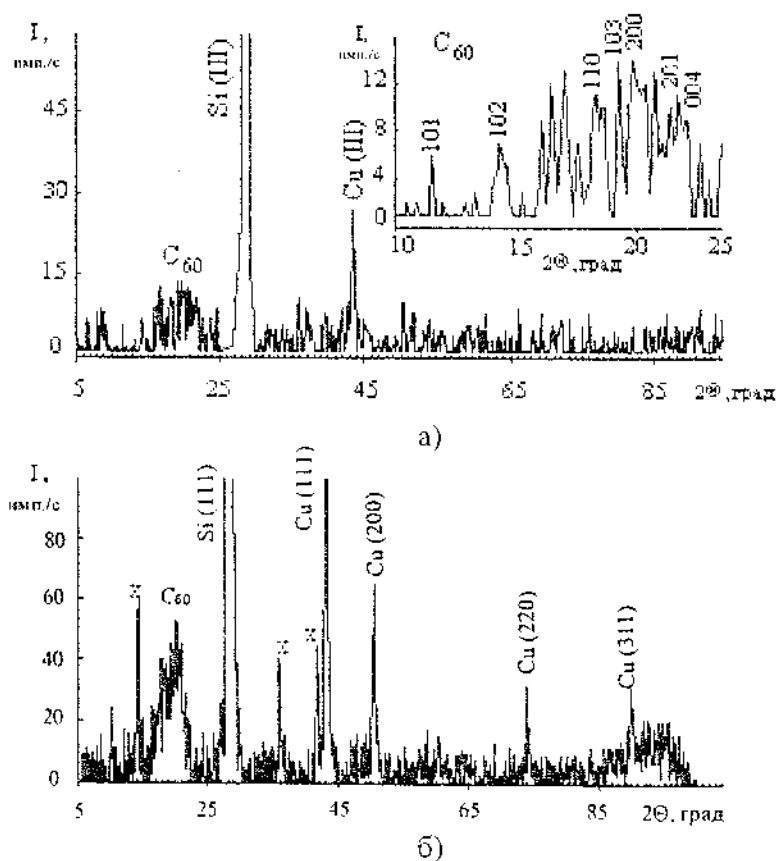 I,
имп./с
45
30
15
0
5
25
45
65
85
2Θ,град
C60
Si (III)
Cu (III)
I,
имп./с
12
8
4
0
C60
101
102
110
103
200
201
004
10
15
20
25
2Θ,град
а)
I,
имп./с
80
60
40
20
0
5
25
45
65
85
2Θ, град
x
C60
Si (111)
x
x
Cu (111)
Cu (200)
Cu (220)
Cu (311)
б)